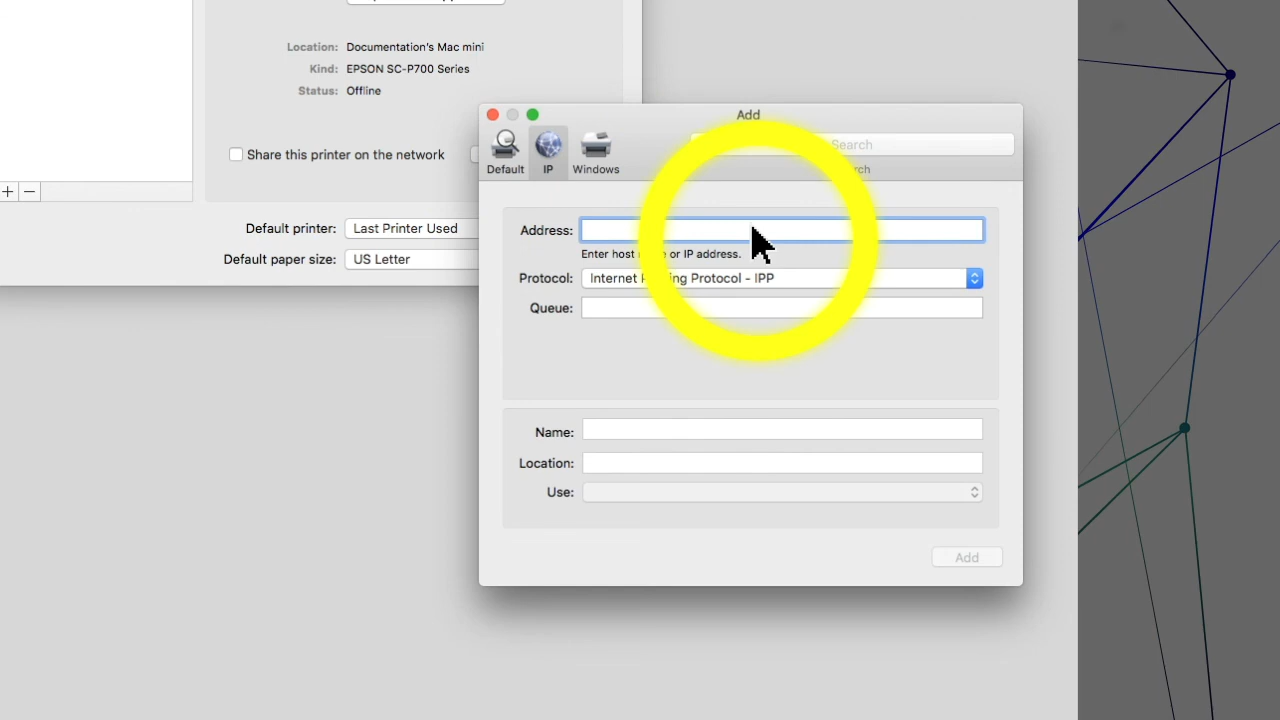 Location: Documentation's Mac mini
Kind: EPSON SC-P700 Series
Status: Offline
Share this printer on the network
+ −
Default printer: Last Printer Used
Default paper size: US Letter
Add
Search
Default IP Windows
Address:
Enter host or IP address.
Protocol: Internet Protocol - IPP
Queue:
Name:
Location:
Use:
Add